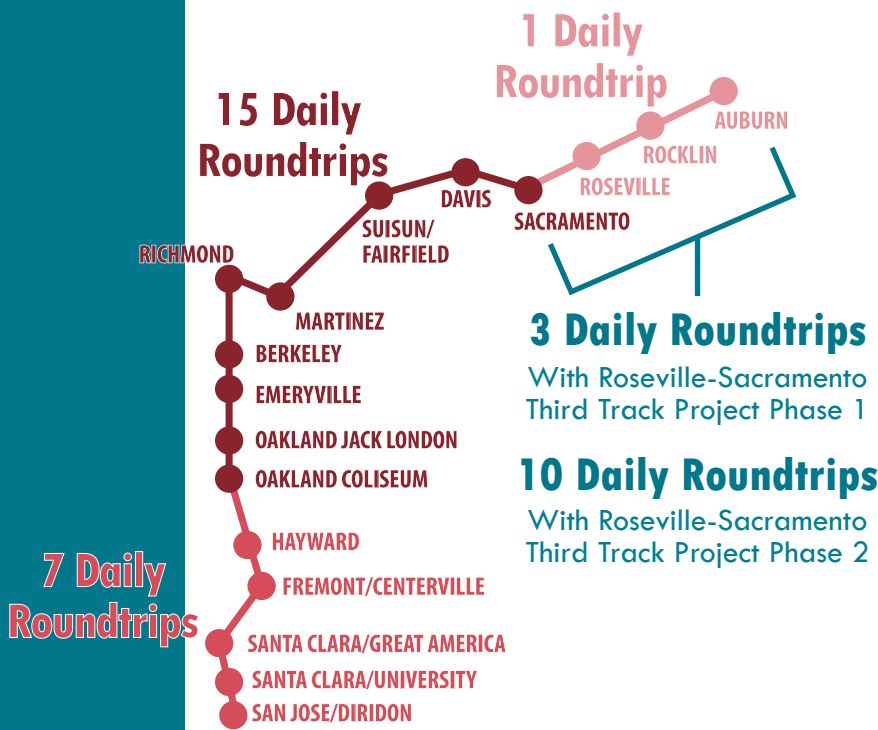 1 Daily
Roundtrip
15 Daily
Roundtrips
AUBURN
ROCKLIN
ROSEVILLE
DAVIS
SACRAMENTO
SUISUN/
FAIRFIELD
RICHMOND
MARTINEZ
3 Daily Roundtrips
With Roseville-Sacramento
Third Track Project Phase 1
BERKELEY
EMERYVILLE
OAKLAND JACK LONDON
OAKLAND COLISEUM
10 Daily Roundtrips
With Roseville-Sacramento
Third Track Project Phase 2
HAYWARD
7 Daily
Roundtrips
FREMONT/CENTERVILLE
SANTA CLARA/GREAT AMERICA
SANTA CLARA/UNIVERSITY
SAN JOSE/DIRIDON